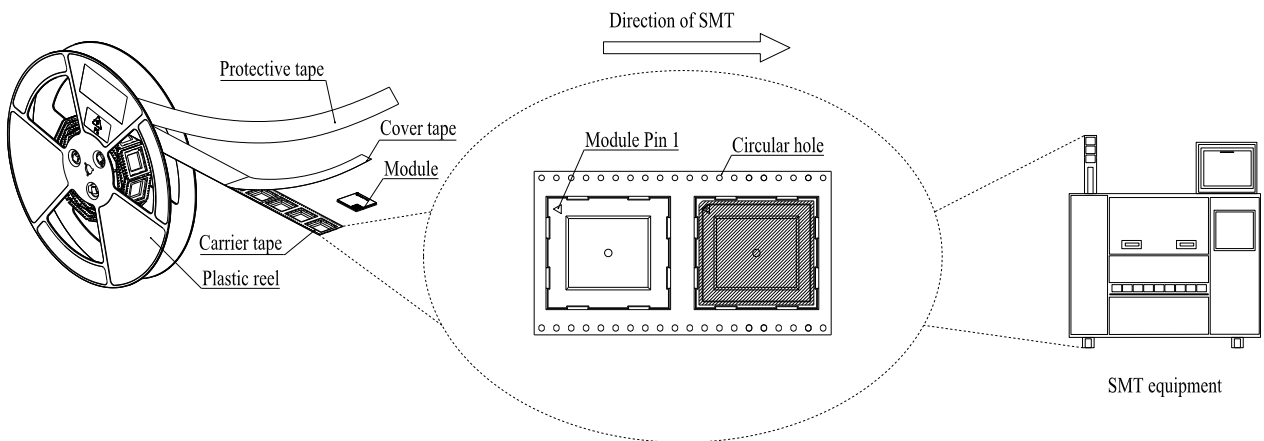 Direction of SMT
Protective tape
Cover tape
Module
Module Pin 1
Circular hole
Carrier tape
Plastic reel
SMT equipment